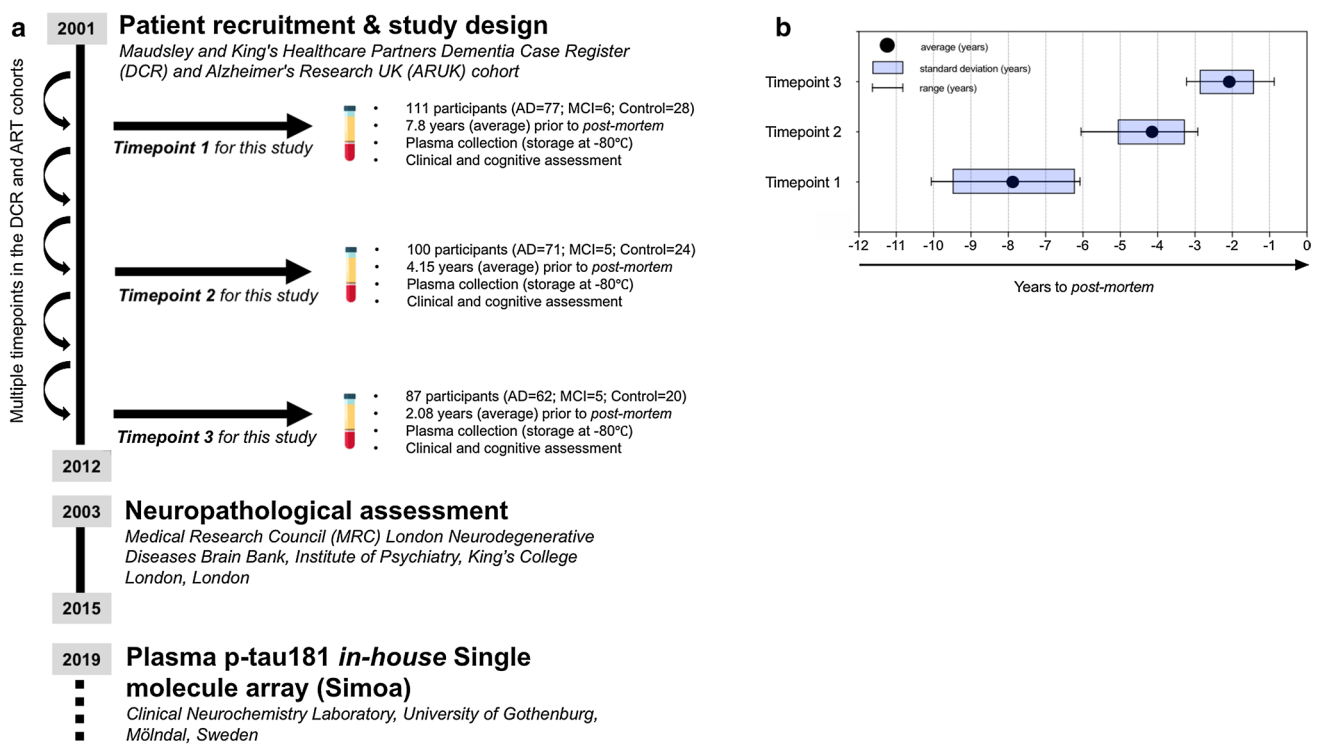 a
2001
Patient recruitment & study design
Maudsley and King's Healthcare Partners Dementia Case Register
(DCR) and Alzheimer's Research UK (ARUK) cohort
Multiple timepoints in the DCR and ART cohorts
Timepoint 1 for this study
• 111 participants (AD=77; MCI=6; Control=28)
• 7.8 years (average) prior to post-mortem
• Plasma collection (storage at -80℃)
• Clinical and cognitive assessment
Timepoint 2 for this study
• 100 participants (AD=71; MCI=5; Control=24)
• 4.15 years (average) prior to post-mortem
• Plasma collection (storage at -80℃)
• Clinical and cognitive assessment
Timepoint 3 for this study
• 87 participants (AD=62; MCI=5; Control=20)
• 2.08 years (average) prior to post-mortem
• Plasma collection (storage at -80℃)
• Clinical and cognitive assessment
2012
2003
Neuropathological assessment
Medical Research Council (MRC) London Neurodegenerative
Diseases Brain Bank, Institute of Psychiatry, King’s College
London, London
2015
2019
Plasma p-tau181 in-house Single
molecule array (Simoa)
Clinical Neurochemistry Laboratory, University of Gothenburg,
Mölndal, Sweden
b
average (years)
standard deviation (years)
range (years)
Timepoint 3
Timepoint 2
Timepoint 1
-12 -11 -10 -9 -8 -7 -6 -5 -4 -3 -2 -1 0
Years to post-mortem